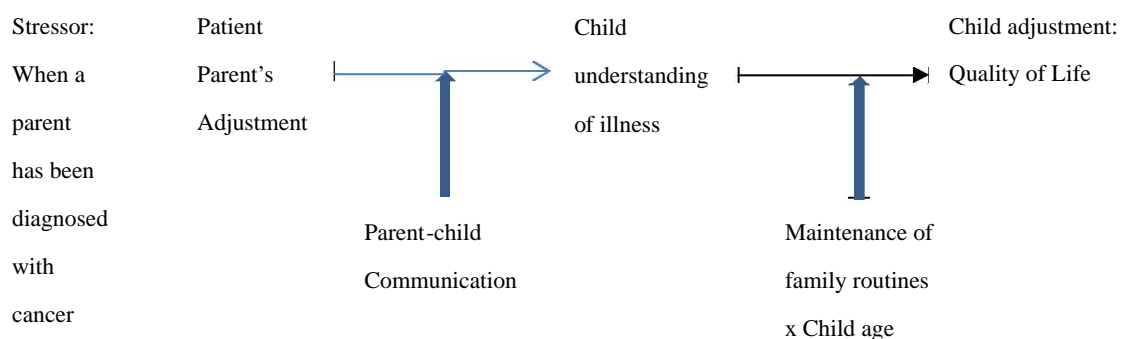 Stressor:
When a
parent
has been
diagnosed
with
cancer
Patient
Parent's
Adjustment
Child
understanding
of illness
Child adjustment:
Quality of Life
Parent-child
Communication
Maintenance of
family routines
x Child age